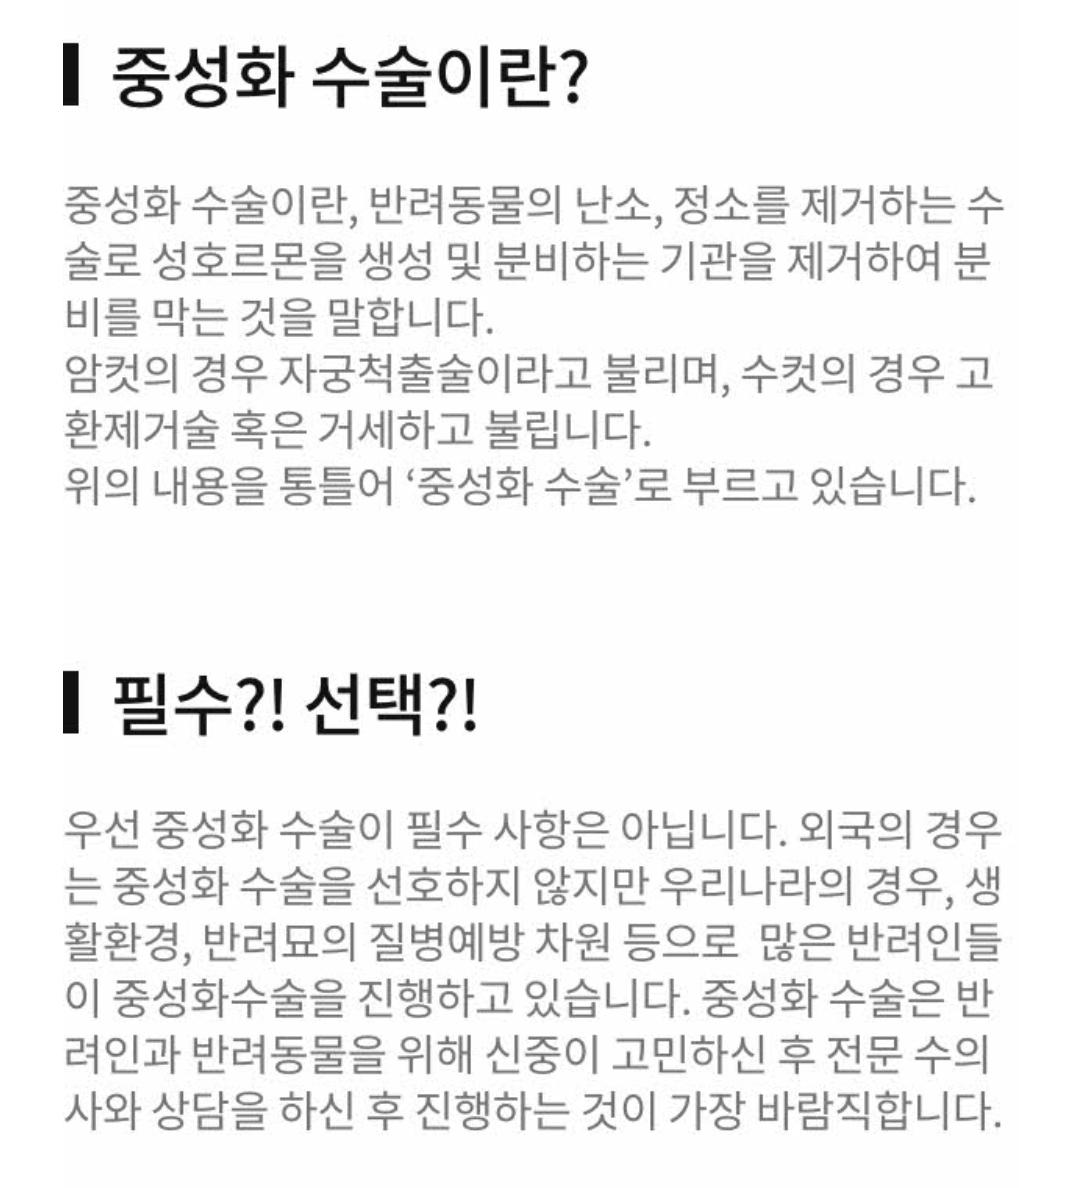 중성화 수술이란?
중성화 수술이란, 반려동물의 난소, 정소를 제거하는 수
술로 성호르몬을 생성 및 분비하는 기관을 제거하여 분
비를 막는 것을 말합니다.
암컷의 경우 자궁척출술이라고 불리며, 수컷의 경우 고
환제거술 혹은 거세하고 불립니다.
위의 내용을 통틀어 ‘중성화 수술’로 부르고 있습니다.
필수?! 선택?!
우선 중성화 수술이 필수 사항은 아닙니다. 외국의 경우
는 중성화 수술을 선호하지 않지만 우리나라의 경우, 생
활환경, 반려묘의 질병예방 차원 등으로  많은 반려인들
이 중성화수술을 진행하고 있습니다. 중성화 수술은 반
려인과 반려동물을 위해 신중이 고민하신 후 전문 수의
사와 상담을 하신 후 진행하는 것이 가장 바람직합니다.